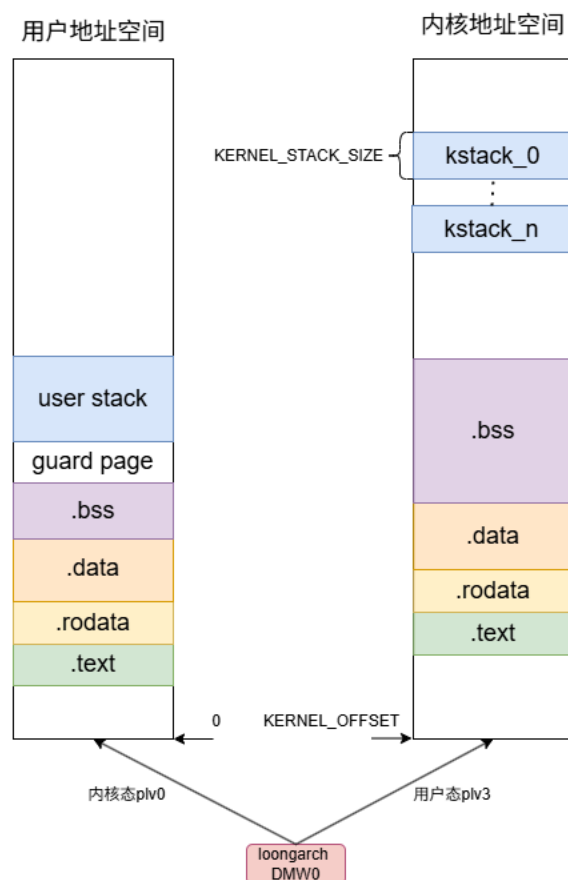 用户地址空间
内核地址空间
KERNEL_STACK_SIZE
kstack_0
kstack_n
user stack
guard page
.bss
.data
.rodata
.text
.bss
.data
.rodata
.text
0
KERNEL_OFFSET
内核态plv0
用户态plv3
loongarch
DMW0